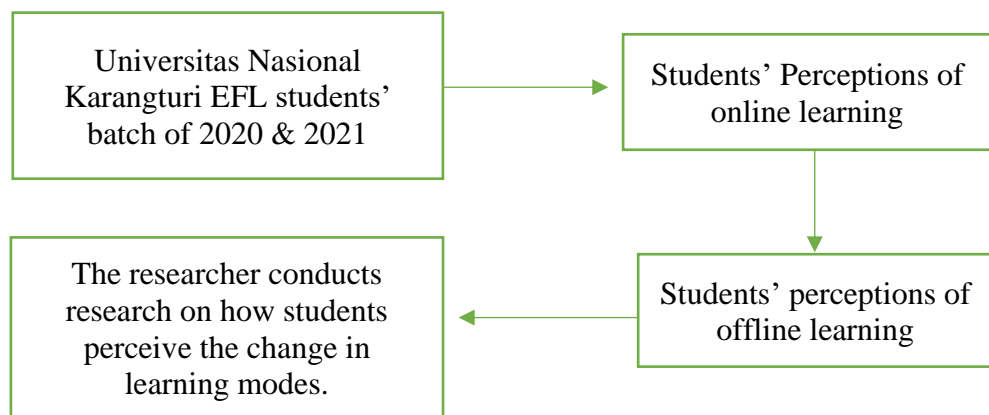 Universitas Nasional
Karangturi EFL students’
batch of 2020 & 2021
Students’ Perceptions of
online learning
Students’ perceptions of
offline learning
The researcher conducts
research on how students
perceive the change in
learning modes.